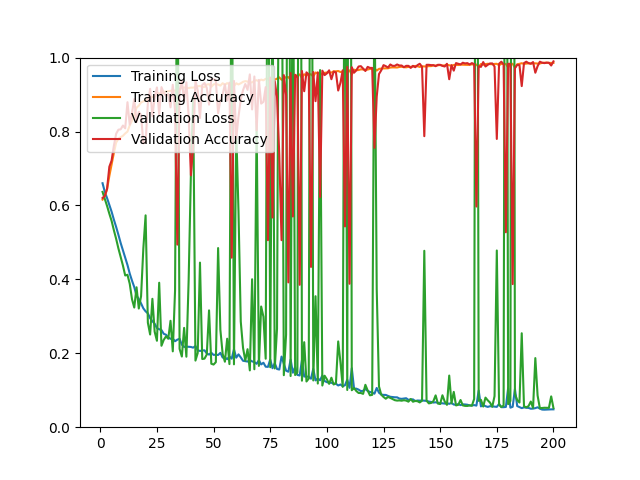 1.0
0.8
0.6
0.4
0.2
0.0
Training Loss
Training Accuracy
Validation Loss
Validation Accuracy
0 25 50 75 100 125 150 175 200